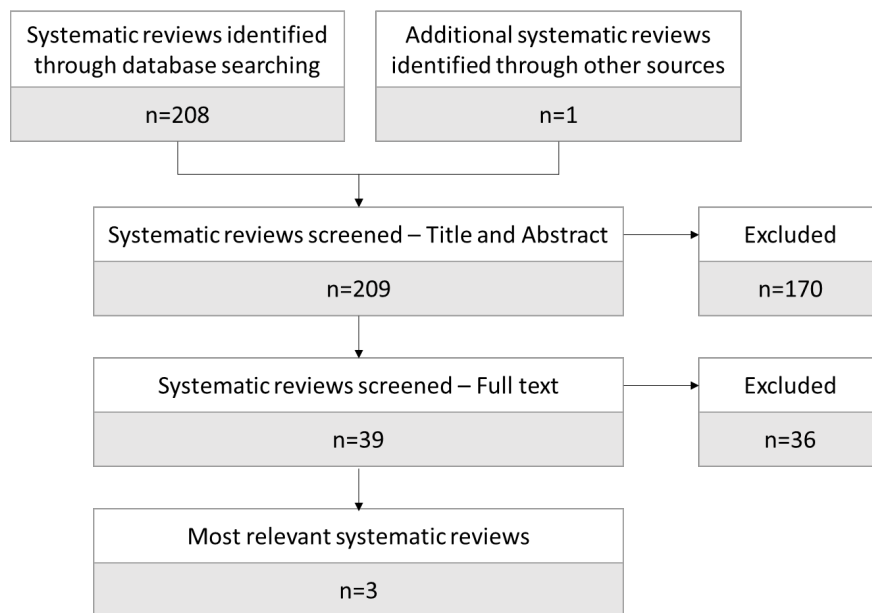 Systematic reviews identified
through database searching
n=208
Additional systematic reviews
identified through other sources
n=1
Systematic reviews screened – Title and Abstract
n=209
Excluded
n=170
Systematic reviews screened – Full text
n=39
Excluded
n=36
Most relevant systematic reviews
n=3